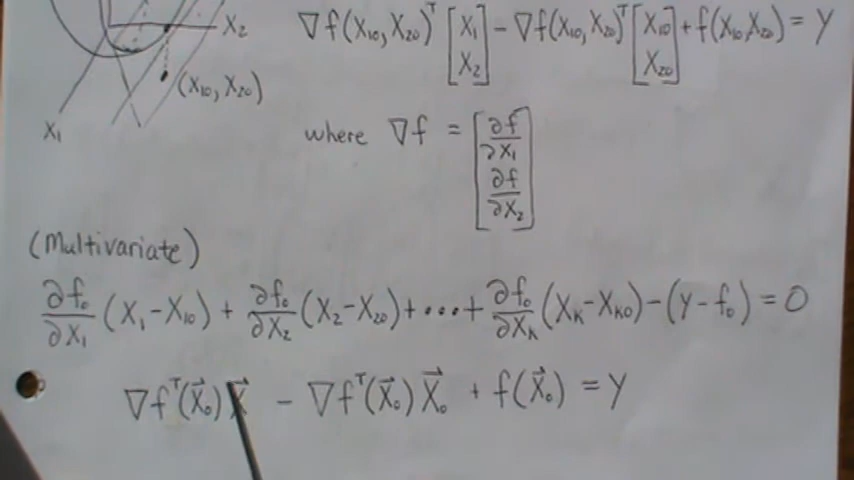 X₂
∇f(X₁₀, X₂₀)ᵀ [X₁ X₂] − ∇f(X₁₀, X₂₀)ᵀ [X₁₀ X₂₀] + f(X₁₀, X₂₀) = Y
(X₁₀, X₂₀)
X₁
where ∇f = [∂f/∂X₁ ∂f/∂X₂]
(Multivariate)
∂f₀/∂X₁ (X₁−X₁₀) + ∂f₀/∂X₂ (X₂−X₂₀) + ••• + ∂f₀/∂Xₖ (Xₖ−Xₖ₀) − (y−f₀) = 0
∇fᵀ(X⃗₀) X⃗ − ∇fᵀ(X⃗₀) X⃗₀ + f(X⃗₀) = Y